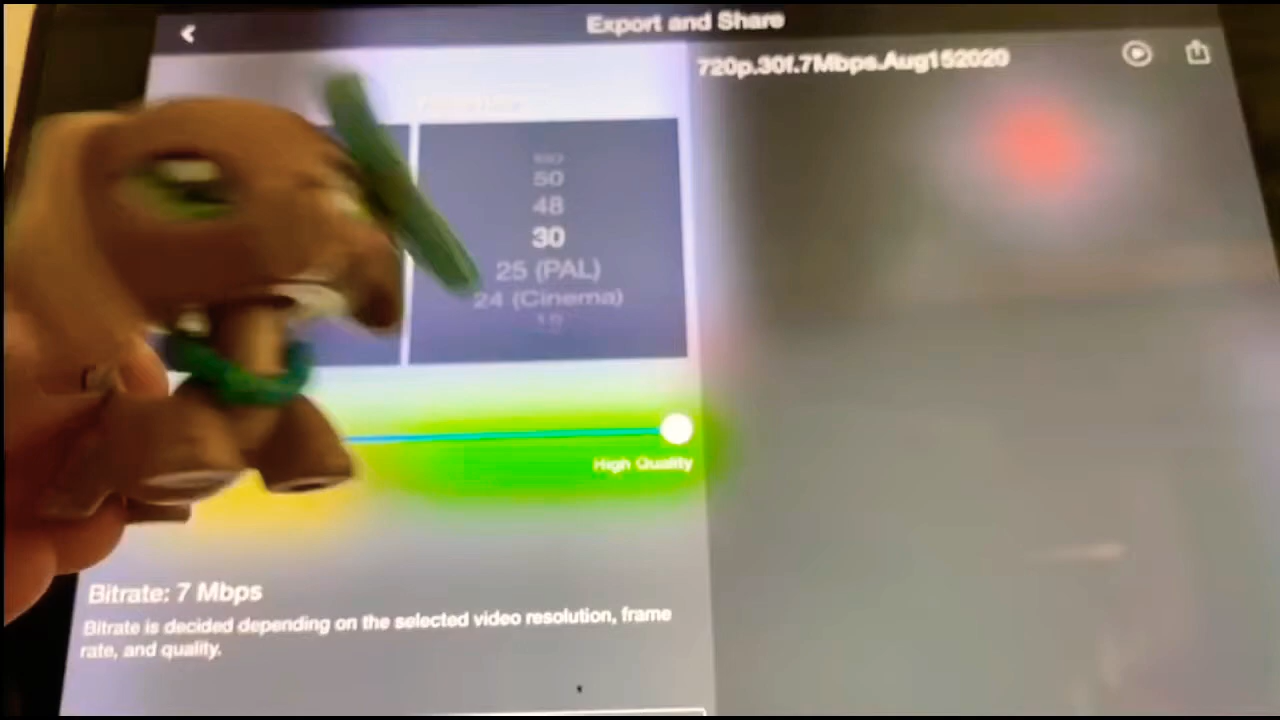 Export and Share
720p.30f.7Mbps.Aug152020
50
48
30
25 (PAL)
24 (Cinema)
High Quality
Bitrate: 7 Mbps
Bitrate is decided depending on the selected video resolution, frame
rate, and quality.